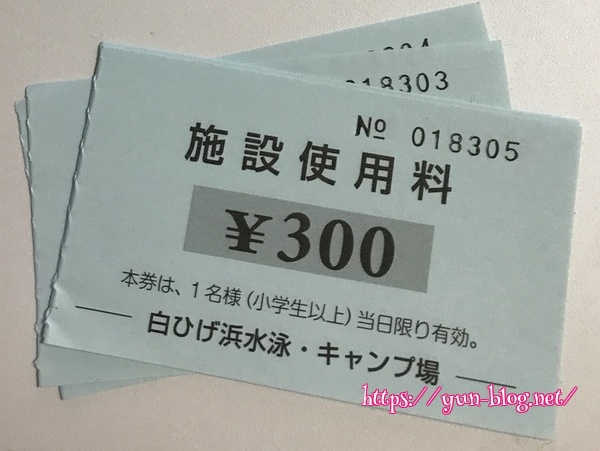 018303
№ 018305
施設使用料
¥300
本券は、1名様(小学生以上)当日限り有効。
白ひげ浜水泳・キャンプ場
https://yun-blog.net/